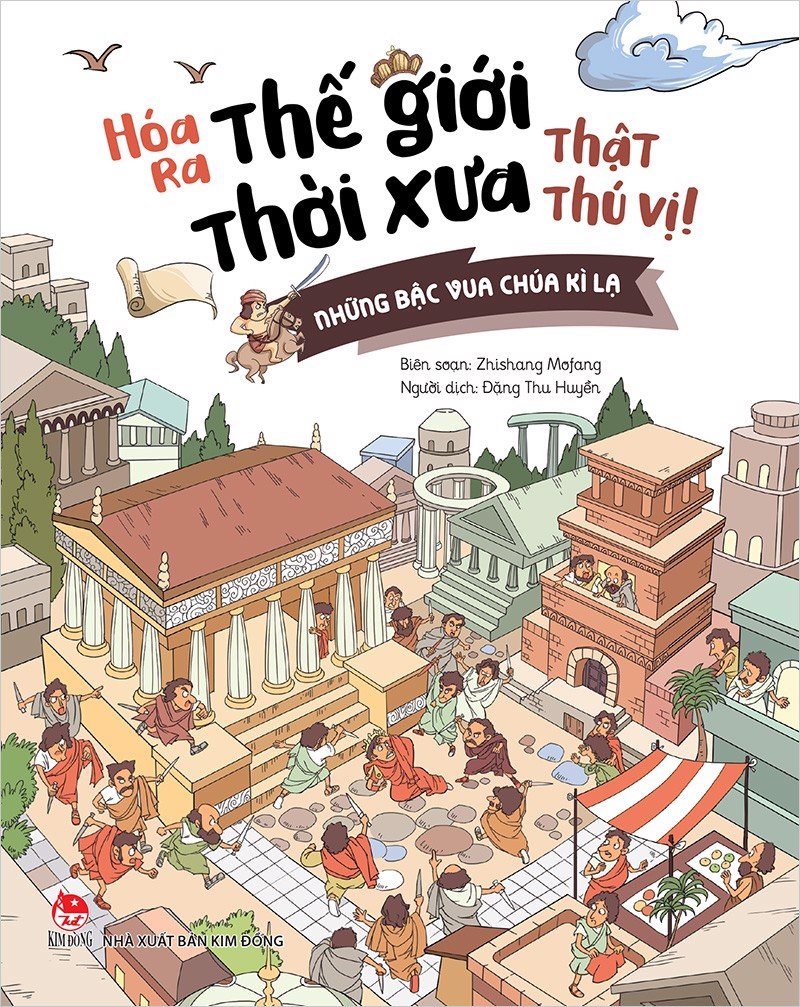 Hóa Ra Thế giới Thời xưa Thật Thú vị!
NHỮNG BẬC VUA CHÚA KÌ LẠ
Biên soạn: Zhishang Mofang
Người dịch: Đặng Thu Huyền
KIM ĐỒNG
NHÀ XUẤT BẢN KIM ĐỒNG